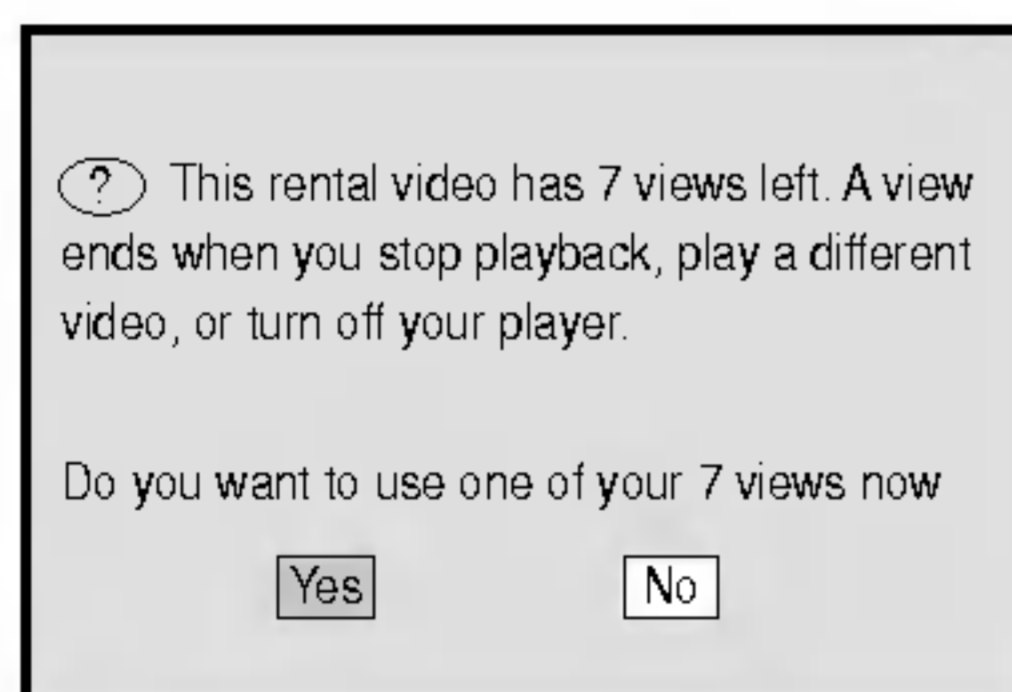 ? This rental video has 7 views left. A view
ends when you stop playback, play a different
video, or turn off your player.
Do you want to use one of your 7 views now
Yes No